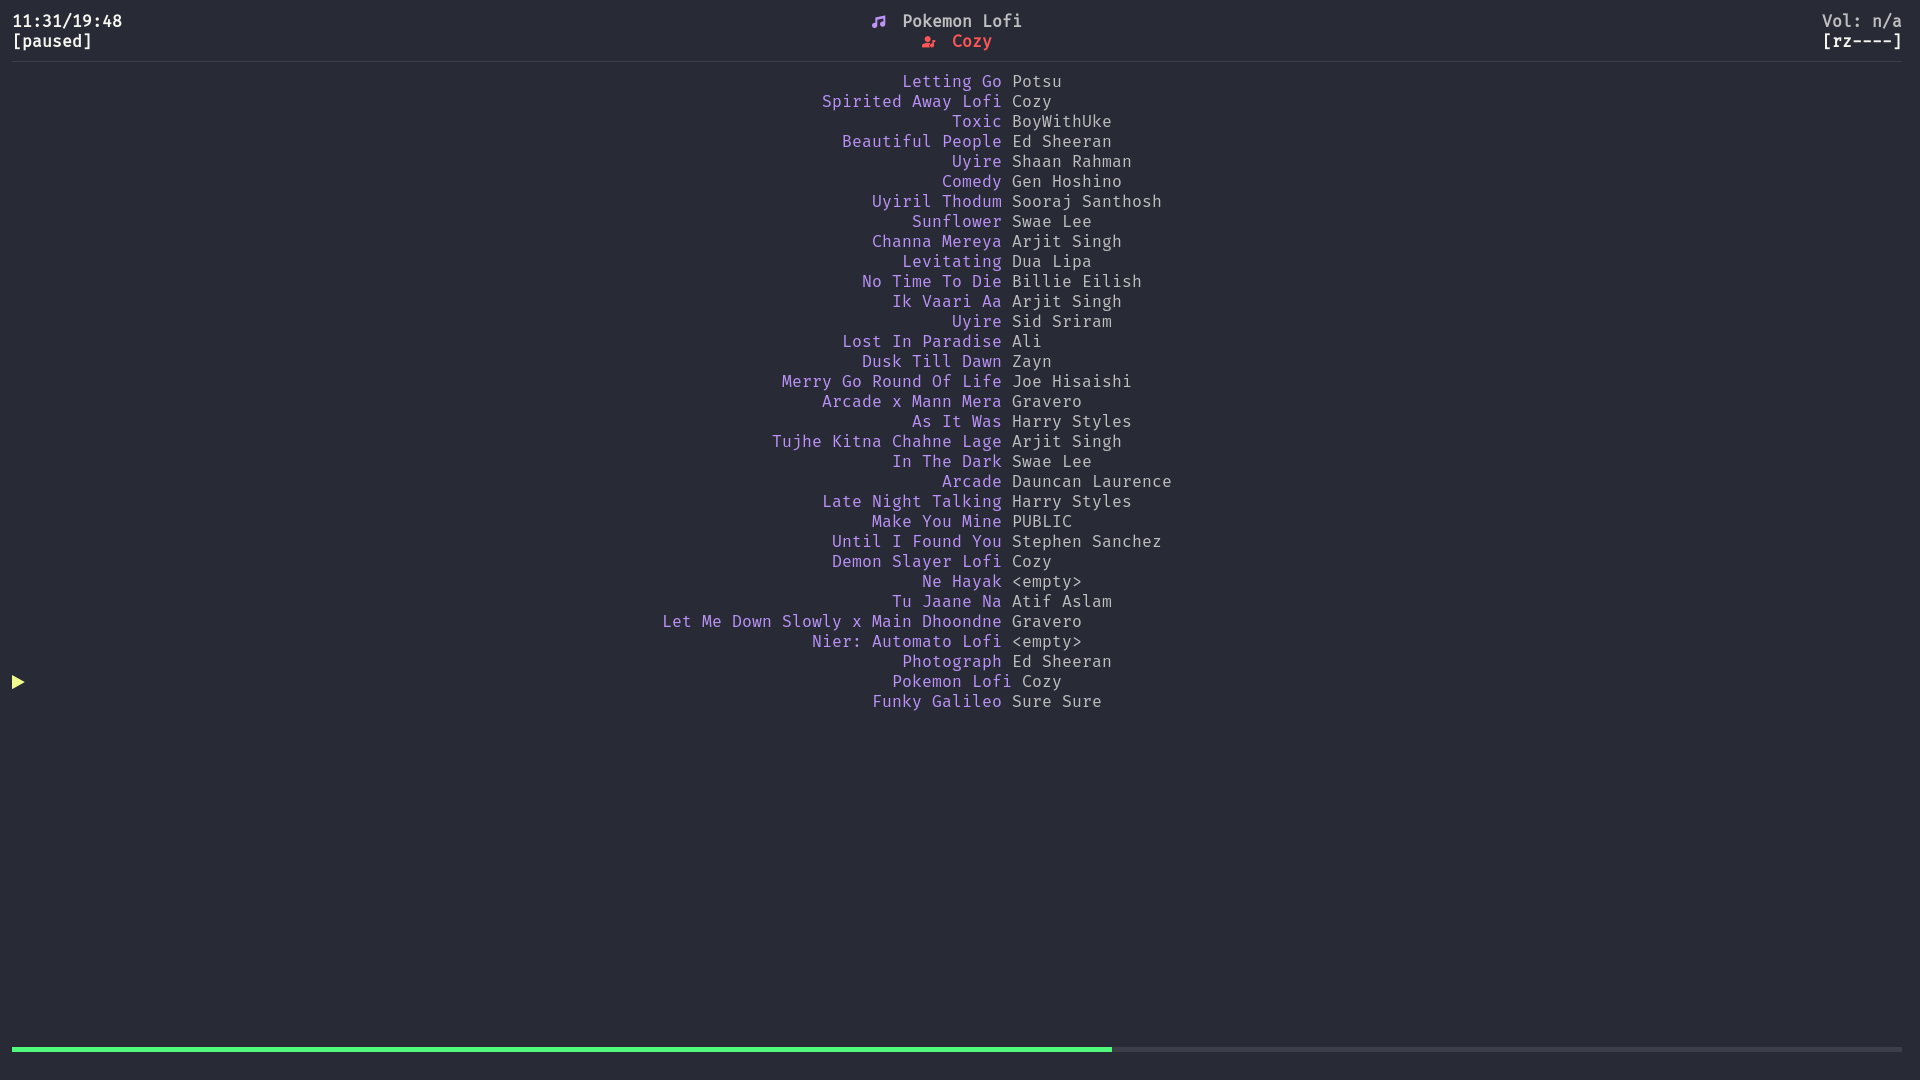 11:31/19:48 Pokemon Lofi Vol: n/a
[paused] Cozy [rz----]
Letting Go Potsu
Spirited Away Lofi Cozy
Toxic BoyWithUke
Beautiful People Ed Sheeran
Uyire Shaan Rahman
Comedy Gen Hoshino
Uyiril Thodum Sooraj Santhosh
Sunflower Swae Lee
Channa Mereya Arjit Singh
Levitating Dua Lipa
No Time To Die Billie Eilish
Ik Vaari Aa Arjit Singh
Uyire Sid Sriram
Lost In Paradise Ali
Dusk Till Dawn Zayn
Merry Go Round Of Life Joe Hisaishi
Arcade x Mann Mera Gravero
As It Was Harry Styles
Tujhe Kitna Chahne Lage Arjit Singh
In The Dark Swae Lee
Arcade Dauncan Laurence
Late Night Talking Harry Styles
Make You Mine PUBLIC
Until I Found You Stephen Sanchez
Demon Slayer Lofi Cozy
Ne Hayak <empty>
Tu Jaane Na Atif Aslam
Let Me Down Slowly x Main Dhoondne Gravero
Nier: Automato Lofi <empty>
Photograph Ed Sheeran
Pokemon Lofi Cozy
Funky Galileo Sure Sure